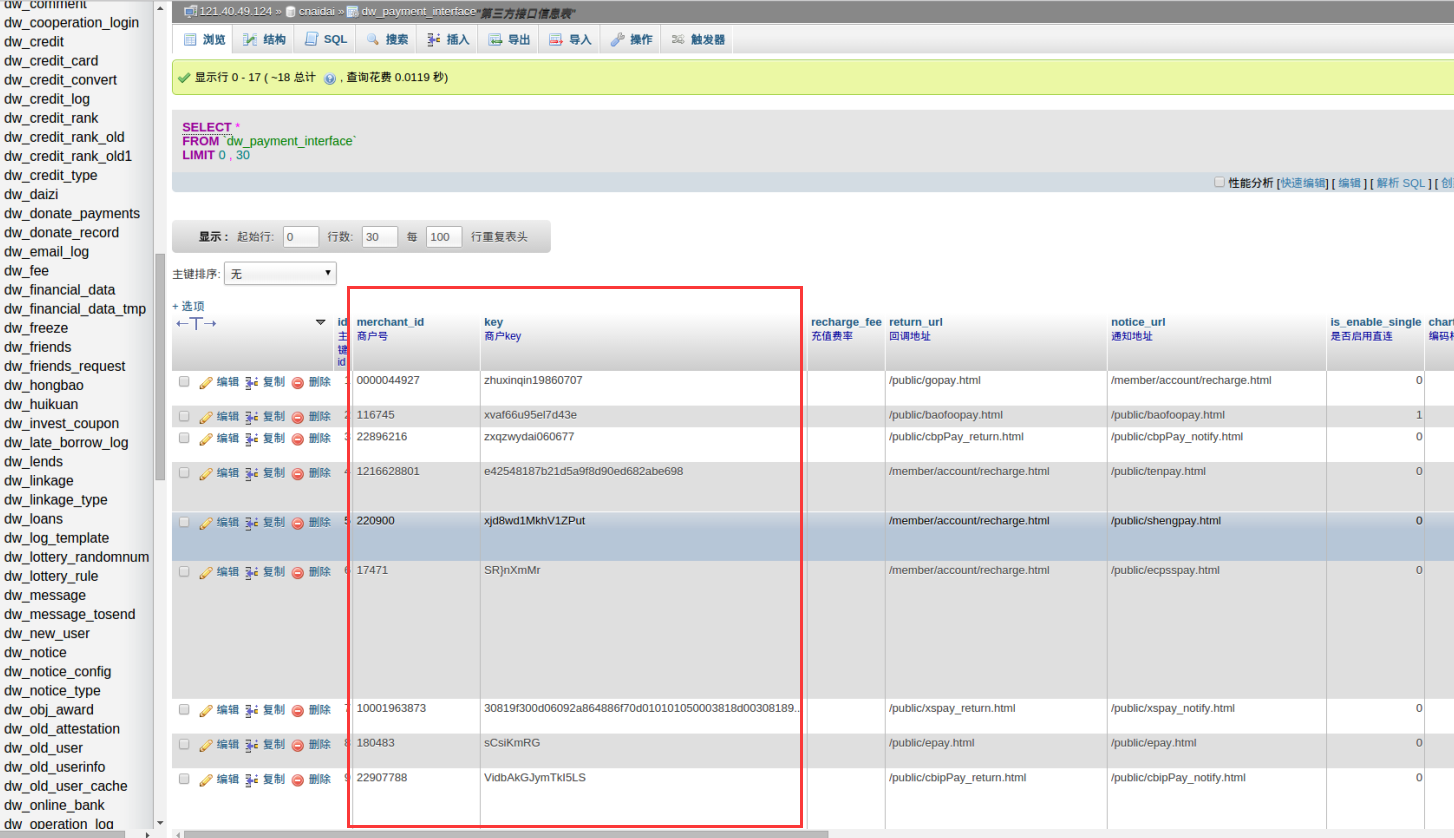 dw_comment
dw_cooperation_login
dw_credit
dw_credit_card
dw_credit_convert
dw_credit_log
dw_credit_rank
dw_credit_rank_old
dw_credit_rank_old1
dw_credit_type
dw_daizi
dw_donate_payments
dw_donate_record
dw_email_log
dw_fee
dw_financial_data
dw_financial_data_tmp
dw_freeze
dw_friends
dw_friends_request
dw_hongbao
dw_huikuan
dw_invest_coupon
dw_late_borrow_log
dw_lends
dw_linkage
dw_linkage_type
dw_loans
dw_log_template
dw_lottery_randomnum
dw_lottery_rule
dw_message
dw_message_tosend
dw_new_user
dw_notice
dw_notice_config
dw_notice_type
dw_obj_award
dw_old_attestation
dw_old_user
dw_old_userinfo
dw_old_user_cache
dw_online_bank
dw_operation_log
121.40.49.124 » cnaidai » dw_payment_interface "第三方接口信息表"
浏览 结构 SQL 搜索 插入 导出 导入 操作 触发器
显示行 0 - 17 ( ~18 总计 , 查询花费 0.0119 秒)
SELECT *
FROM `dw_payment_interface`
LIMIT 0 , 30
性能分析 [快速编辑] [ 编辑 ] [ 解析 SQL ] [ 创
显示 : 起始行: 0 行数: 30 每 100 行重复表头
主键排序: 无
+ 选项
←T→ id 主键id merchant_id 商户号 key 商户key recharge_fee 充值费率 return_url 回调地址 notice_url 通知地址 is_enable_single 是否启用直连 chart 编码
编辑 复制 删除 1 0000044927 zhuxinqin19860707 /public/gopay.html /member/account/recharge.html 0
编辑 复制 删除 2 116745 xvaf66u95el7d43e /public/baofoopay.html /public/baofoopay.html 1
编辑 复制 删除 3 22896216 zxqzwydai060677 /public/cbpPay_return.html /public/cbpPay_notify.html 0
编辑 复制 删除 4 1216628801 e42548187b21d5a9f8d90ed682abe698 /member/account/recharge.html /public/tenpay.html 0
编辑 复制 删除 5 220900 xjd8wd1MkhV1ZPut /member/account/recharge.html /public/shengpay.html 0
编辑 复制 删除 6 17471 SR}nXmMr /member/account/recharge.html /public/ecpsspay.html 0
编辑 复制 删除 7 10001963873 30819f300d06092a864886f70d010101050003818d00308189... /public/xspay_return.html /public/xspay_notify.html 0
编辑 复制 删除 8 180483 sCsiKmRG /public/epay.html /public/epay.html 0
编辑 复制 删除 9 22907788 VidbAkGJymTkI5LS /public/cbipPay_return.html /public/cbipPay_notify.html 0